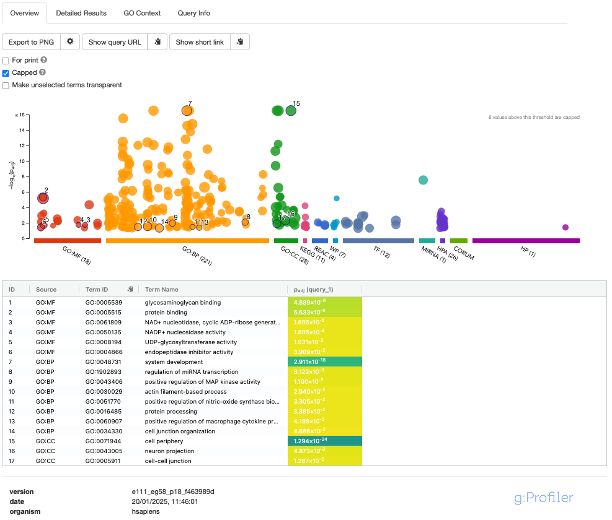 Overview Detailed Results GO Context Query Info
Export to PNG Show query URL Show short link
For print
Capped
Make unselected terms transparent
8 values above this threshold are capped
GO:MF (18) GO:BP (221) GO:CC (28) KEGG (11) REAC (6) WP (7) TF (12) MIRNA (1) HPA (26) CORUM HP (1)
ID Source Term ID Term Name p adj (query_1)
1 GO:MF GO:0005539 glycosaminoglycan binding
2 GO:MF GO:0005515 protein binding
3 GO:MF GO:0061809 NAD+ nucleotidase, cyclic ADP-ribose generat...
4 GO:MF GO:0050135 NADP+ nucleosidase activity
5 GO:MF GO:0008194 UDP-glycosyltransferase activity
6 GO:MF GO:0004866 endopeptidase inhibitor activity
7 GO:BP GO:0048731 system development 2.911×10⁻¹⁸
8 GO:BP GO:1902893 regulation of miRNA transcription
9 GO:BP GO:0043406 positive regulation of MAP kinase activity
10 GO:BP GO:0030029 actin filament-based process
11 GO:BP GO:0051770 positive regulation of nitric-oxide synthase bio...
12 GO:BP GO:0016485 protein processing
13 GO:BP GO:0060907 positive regulation of macrophage cytokine pr...
14 GO:BP GO:0034330 cell junction organization
15 GO:CC GO:0071944 cell periphery 1.294×10⁻²⁴
16 GO:CC GO:0043005 neuron projection
17 GO:CC GO:0005911 cell-cell junction
version e111_eg58_p18_f463989d
date 20/01/2025, 11:46:01
organism hsapiens
g:Profiler